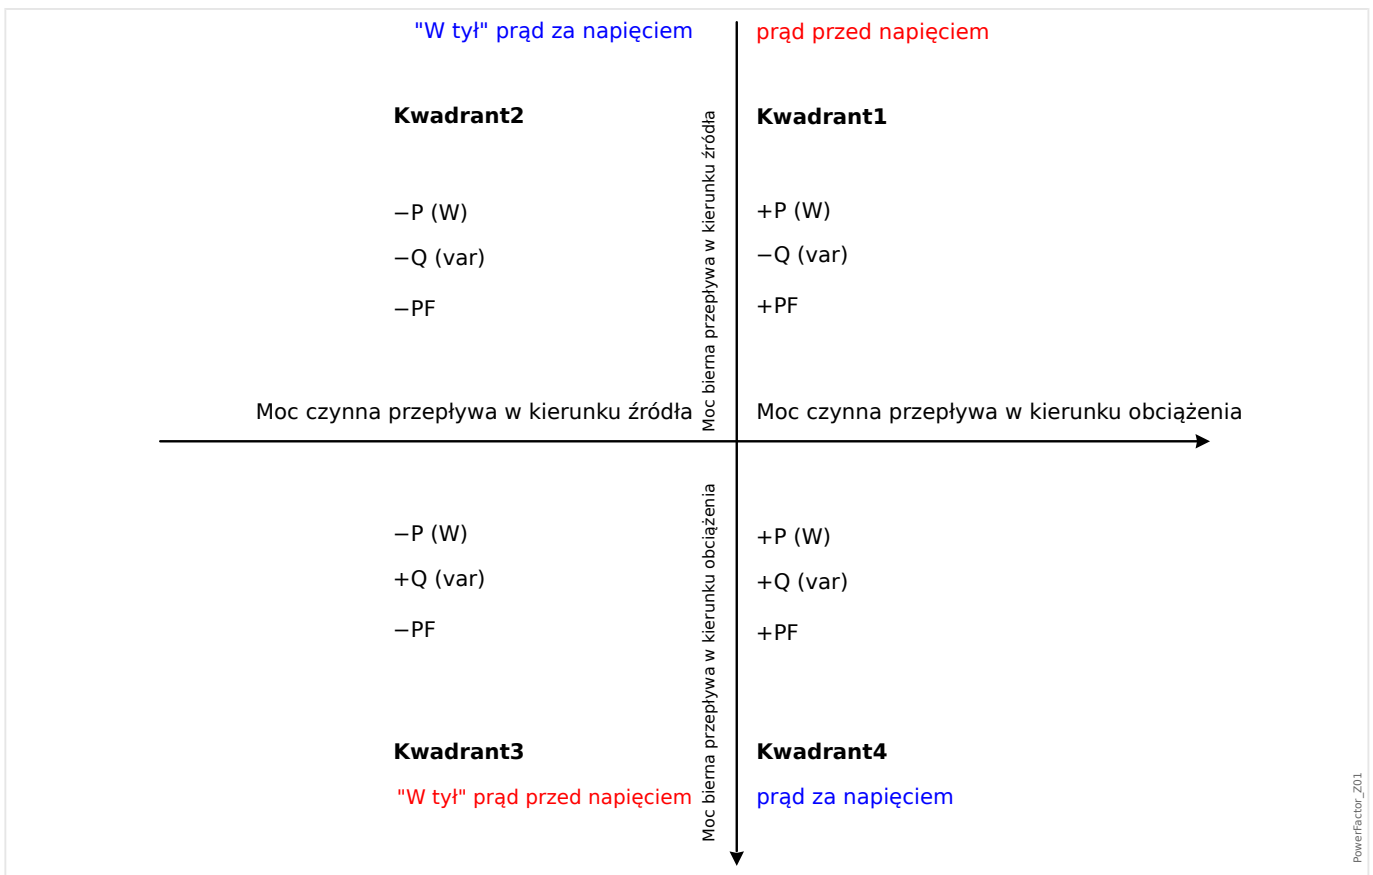 "W tył" prąd za napięciem
prąd przed napięciem
Kwadrant2
Kwadrant1
−P (W)
−Q (var)
−PF
+P (W)
−Q (var)
+PF
Moc bierna przepływa w kierunku źródła
Moc czynna przepływa w kierunku źródła
Moc czynna przepływa w kierunku obciążenia
−P (W)
+Q (var)
−PF
Moc bierna przepływa w kierunku obciążenia
+P (W)
+Q (var)
+PF
Kwadrant3
Kwadrant4
"W tył" prąd przed napięciem
prąd za napięciem
PowerFactor_Z01